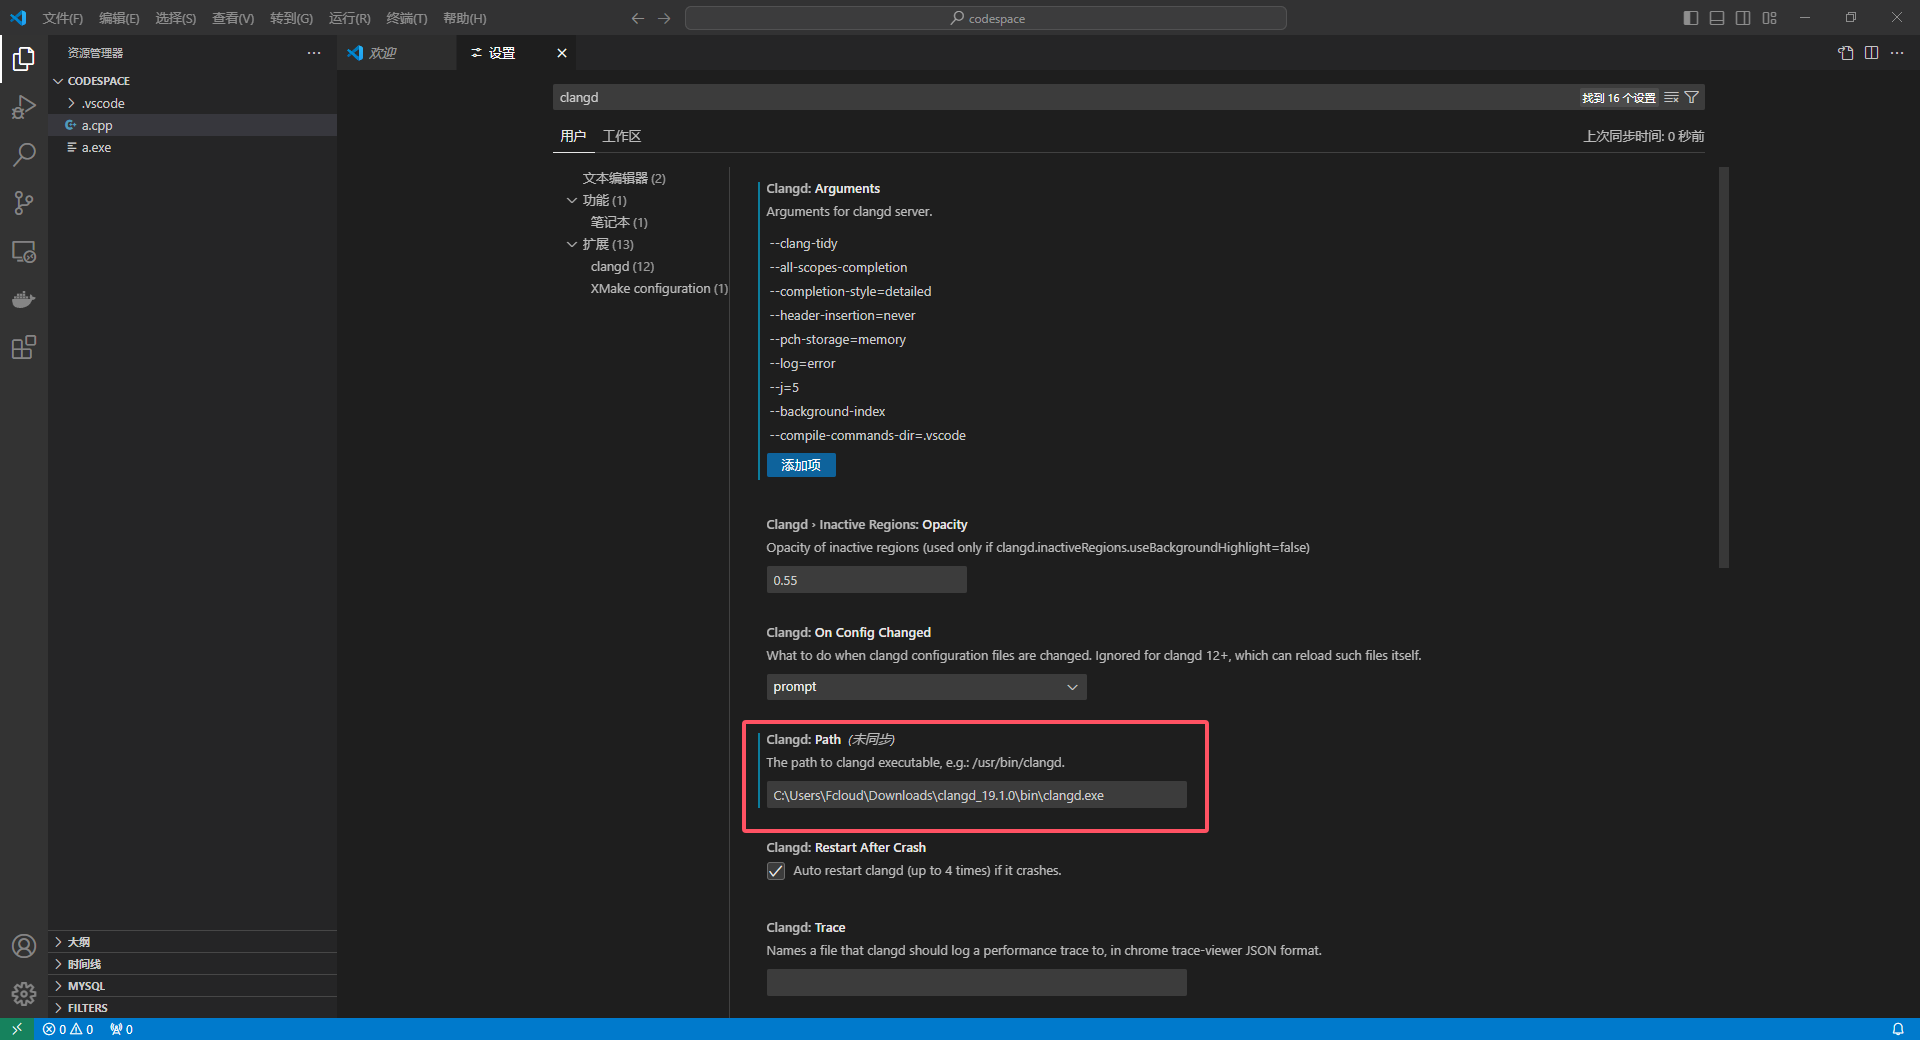 文件(F) 编辑(E) 选择(S) 查看(V) 转到(G) 运行(R) 终端(T) 帮助(H)
codespace
资源管理器
欢迎
设置
CODESPACE
.vscode
a.cpp
a.exe
clangd
找到 16 个设置
用户 工作区
上次同步时间: 0 秒前
文本编辑器 (2)
功能 (1)
笔记本 (1)
扩展 (13)
clangd (12)
XMake configuration (1)
Clangd: Arguments
Arguments for clangd server.
--clang-tidy
--all-scopes-completion
--completion-style=detailed
--header-insertion=never
--pch-storage=memory
--log=error
--j=5
--background-index
--compile-commands-dir=.vscode
添加项
Clangd › Inactive Regions: Opacity
Opacity of inactive regions (used only if clangd.inactiveRegions.useBackgroundHighlight=false)
0.55
Clangd: On Config Changed
What to do when clangd configuration files are changed. Ignored for clangd 12+, which can reload such files itself.
prompt
Clangd: Path (未同步)
The path to clangd executable, e.g.: /usr/bin/clangd.
C:\Users\Fcloud\Downloads\clangd_19.1.0\bin\clangd.exe
Clangd: Restart After Crash
Auto restart clangd (up to 4 times) if it crashes.
Clangd: Trace
Names a file that clangd should log a performance trace to, in chrome trace-viewer JSON format.
大纲
时间线
MYSQL
FILTERS
0 0 0